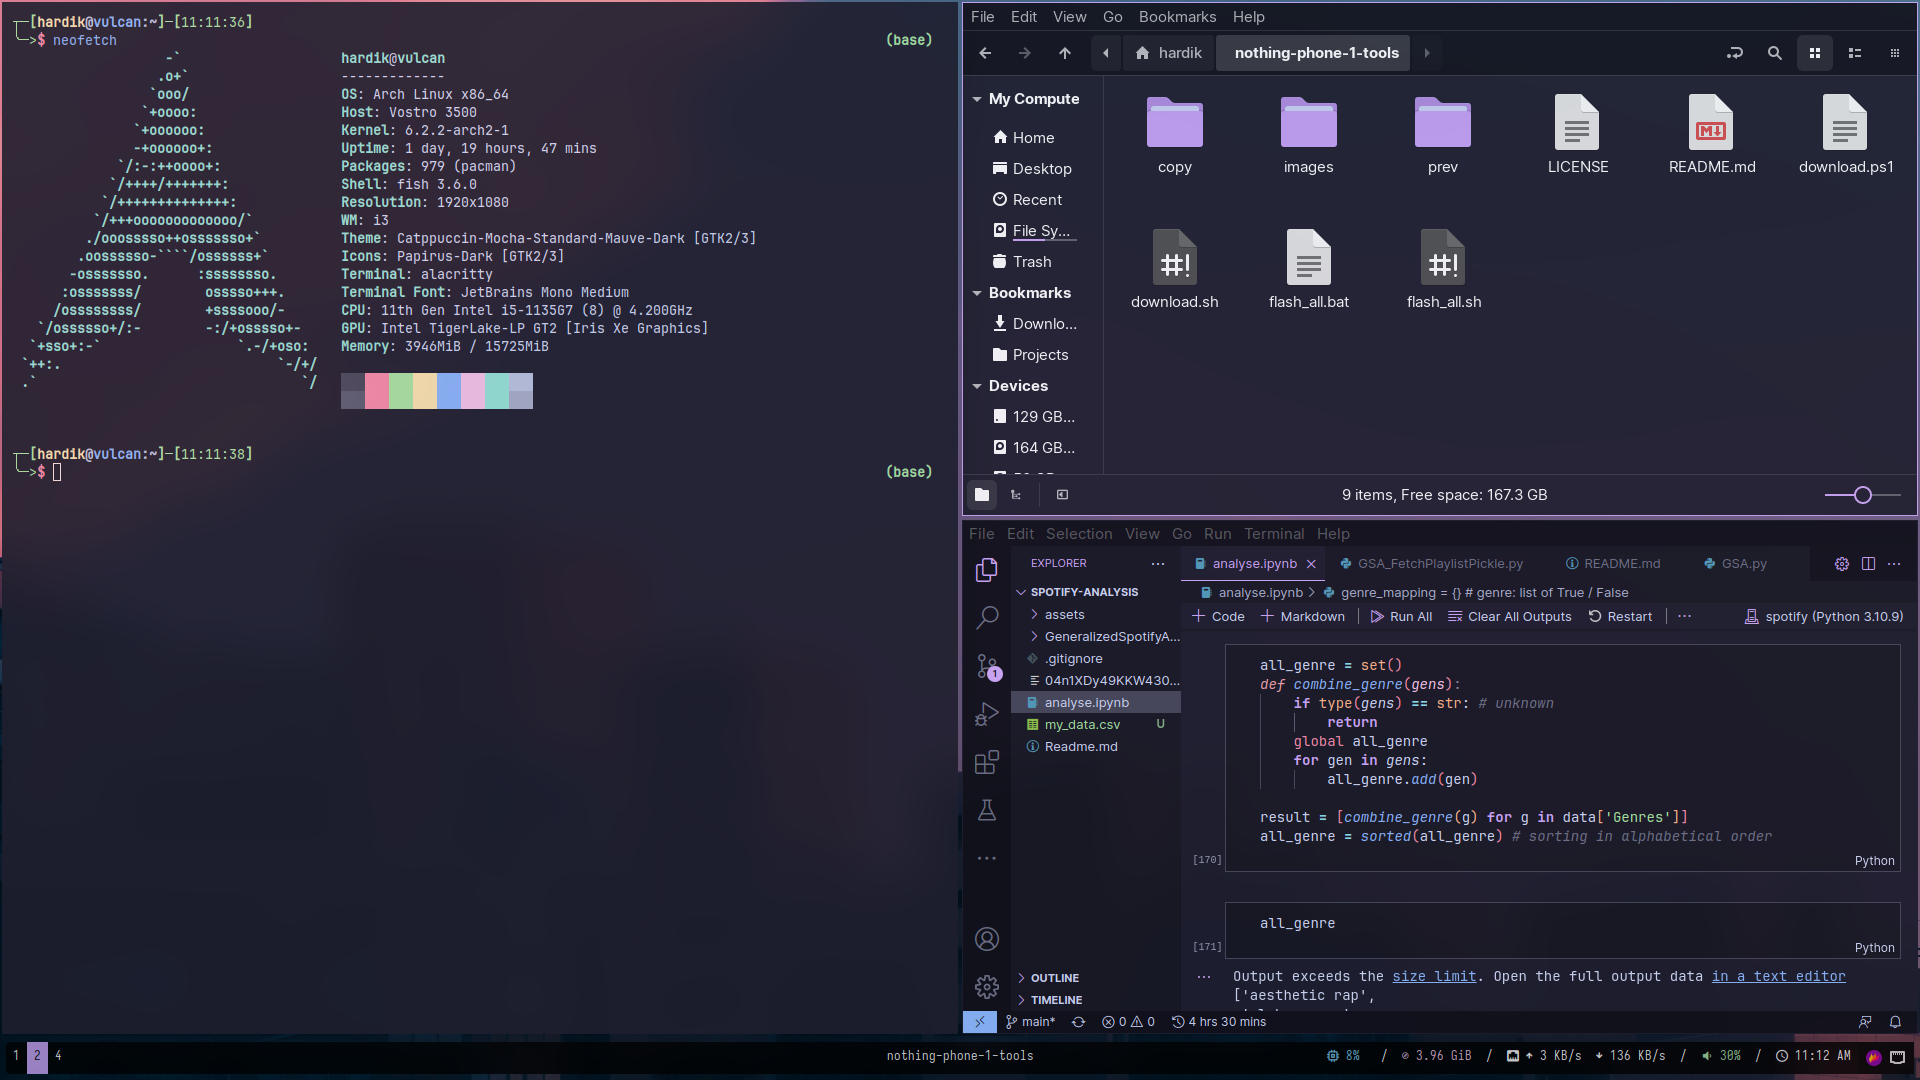 [hardik@vulcan:~]-[11:11:36]
>$ neofetch
(base)
hardik@vulcan
-------------
OS: Arch Linux x86_64
Host: Vostro 3500
Kernel: 6.2.2-arch2-1
Uptime: 1 day, 19 hours, 47 mins
Packages: 979 (pacman)
Shell: fish 3.6.0
Resolution: 1920x1080
WM: i3
Theme: Catppuccin-Mocha-Standard-Mauve-Dark [GTK2/3]
Icons: Papirus-Dark [GTK2/3]
Terminal: alacritty
Terminal Font: JetBrains Mono Medium
CPU: 11th Gen Intel i5-1135G7 (8) @ 4.200GHz
GPU: Intel TigerLake-LP GT2 [Iris Xe Graphics]
Memory: 3946MiB / 15725MiB
[hardik@vulcan:~]-[11:11:38]
>$
(base)
File Edit View Go Bookmarks Help
hardik
nothing-phone-1-tools
My Compute
Home
Desktop
Recent
File Sy...
Trash
Bookmarks
Downlo...
Projects
Devices
129 GB...
164 GB...
copy
images
prev
LICENSE
README.md
download.ps1
download.sh
flash_all.bat
flash_all.sh
9 items, Free space: 167.3 GB
File Edit Selection View Go Run Terminal Help
EXPLORER
SPOTIFY-ANALYSIS
assets
GeneralizedSpotifyA...
.gitignore
04n1XDy49KKW430...
analyse.ipynb
my_data.csv U
Readme.md
OUTLINE
TIMELINE
1
analyse.ipynb
GSA_FetchPlaylistPickle.py
README.md
GSA.py
analyse.ipynb > genre_mapping = {} # genre: list of True / False
+ Code + Markdown | Run All Clear All Outputs Restart | ... spotify (Python 3.10.9)
all_genre = set()
def combine_genre(gens):
if type(gens) == str: # unknown
return
global all_genre
for gen in gens:
all_genre.add(gen)
result = [combine_genre(g) for g in data['Genres']]
all_genre = sorted(all_genre) # sorting in alphabetical order
[170]
Python
all_genre
[171]
Python
Output exceeds the size limit. Open the full output data in a text editor
['aesthetic rap',
main* 0 0 4 hrs 30 mins
1 2 4
nothing-phone-1-tools
8% / 3.96 GiB / 3 KB/s 136 KB/s / 30% / 11:12 AM